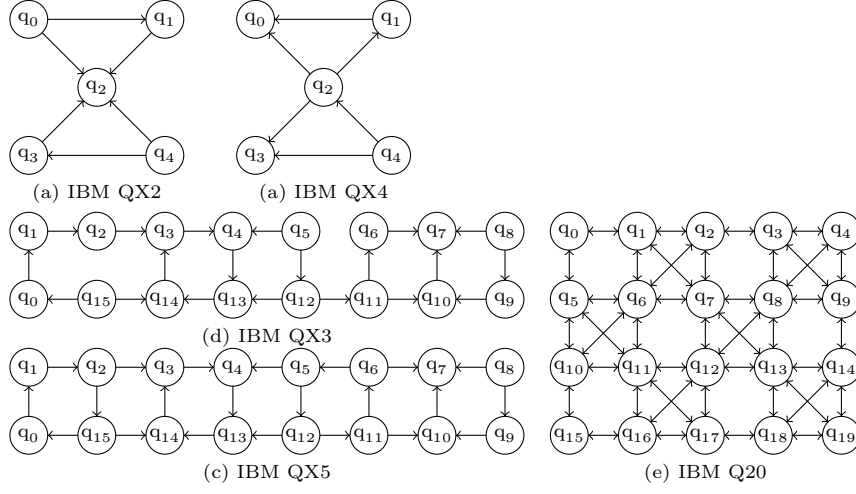 q0 q1 q0 q1
q2 q2
q3 q4 q3 q4
(a) IBM QX2 (a) IBM QX4
q1 q2 q3 q4 q5 q6 q7 q8
q0 q15 q14 q13 q12 q11 q10 q9
(d) IBM QX3
q1 q2 q3 q4 q5 q6 q7 q8
q0 q15 q14 q13 q12 q11 q10 q9
(c) IBM QX5
q0 q1 q2 q3 q4
q5 q6 q7 q8 q9
q10 q11 q12 q13 q14
q15 q16 q17 q18 q19
(e) IBM Q20